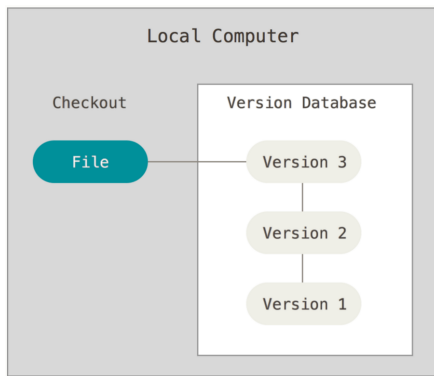 Local Computer
Checkout
Version Database
File
Version 3
Version 2
Version 1